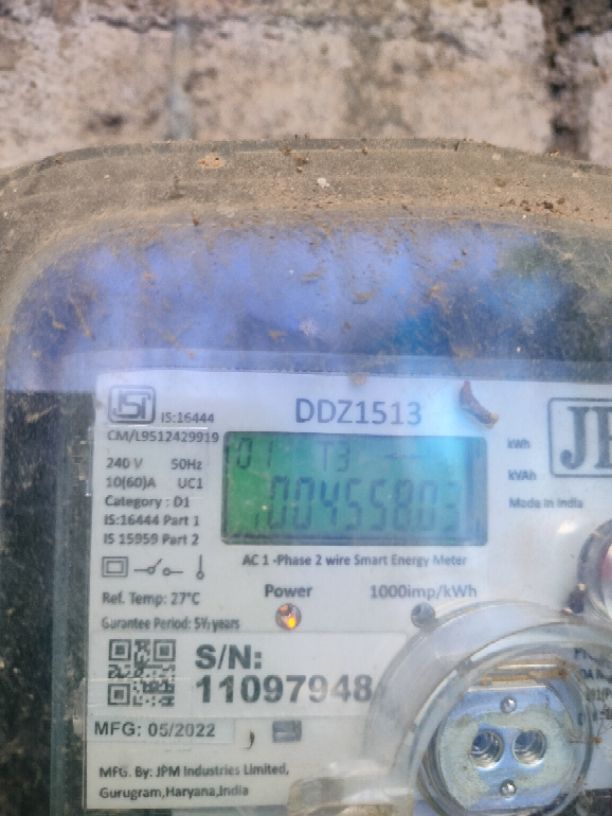 ISI IS:16444
CM/L9512429919
DDZ1513
240 V 50Hz
10(60)A UC1
Category : D1
IS:16444 Part 1
IS 15959 Part 2
01 T3
004558.03
kWh
kVAh
Made in India
AC 1 -Phase 2 wire Smart Energy Meter
Ref. Temp: 27°C
Power
1000imp/kWh
Gurantee Period: 5½ years
S/N:
11097948
MFG: 05/2022
MFG. By: JPM Industries Limited,
Gurugram,Haryana,India